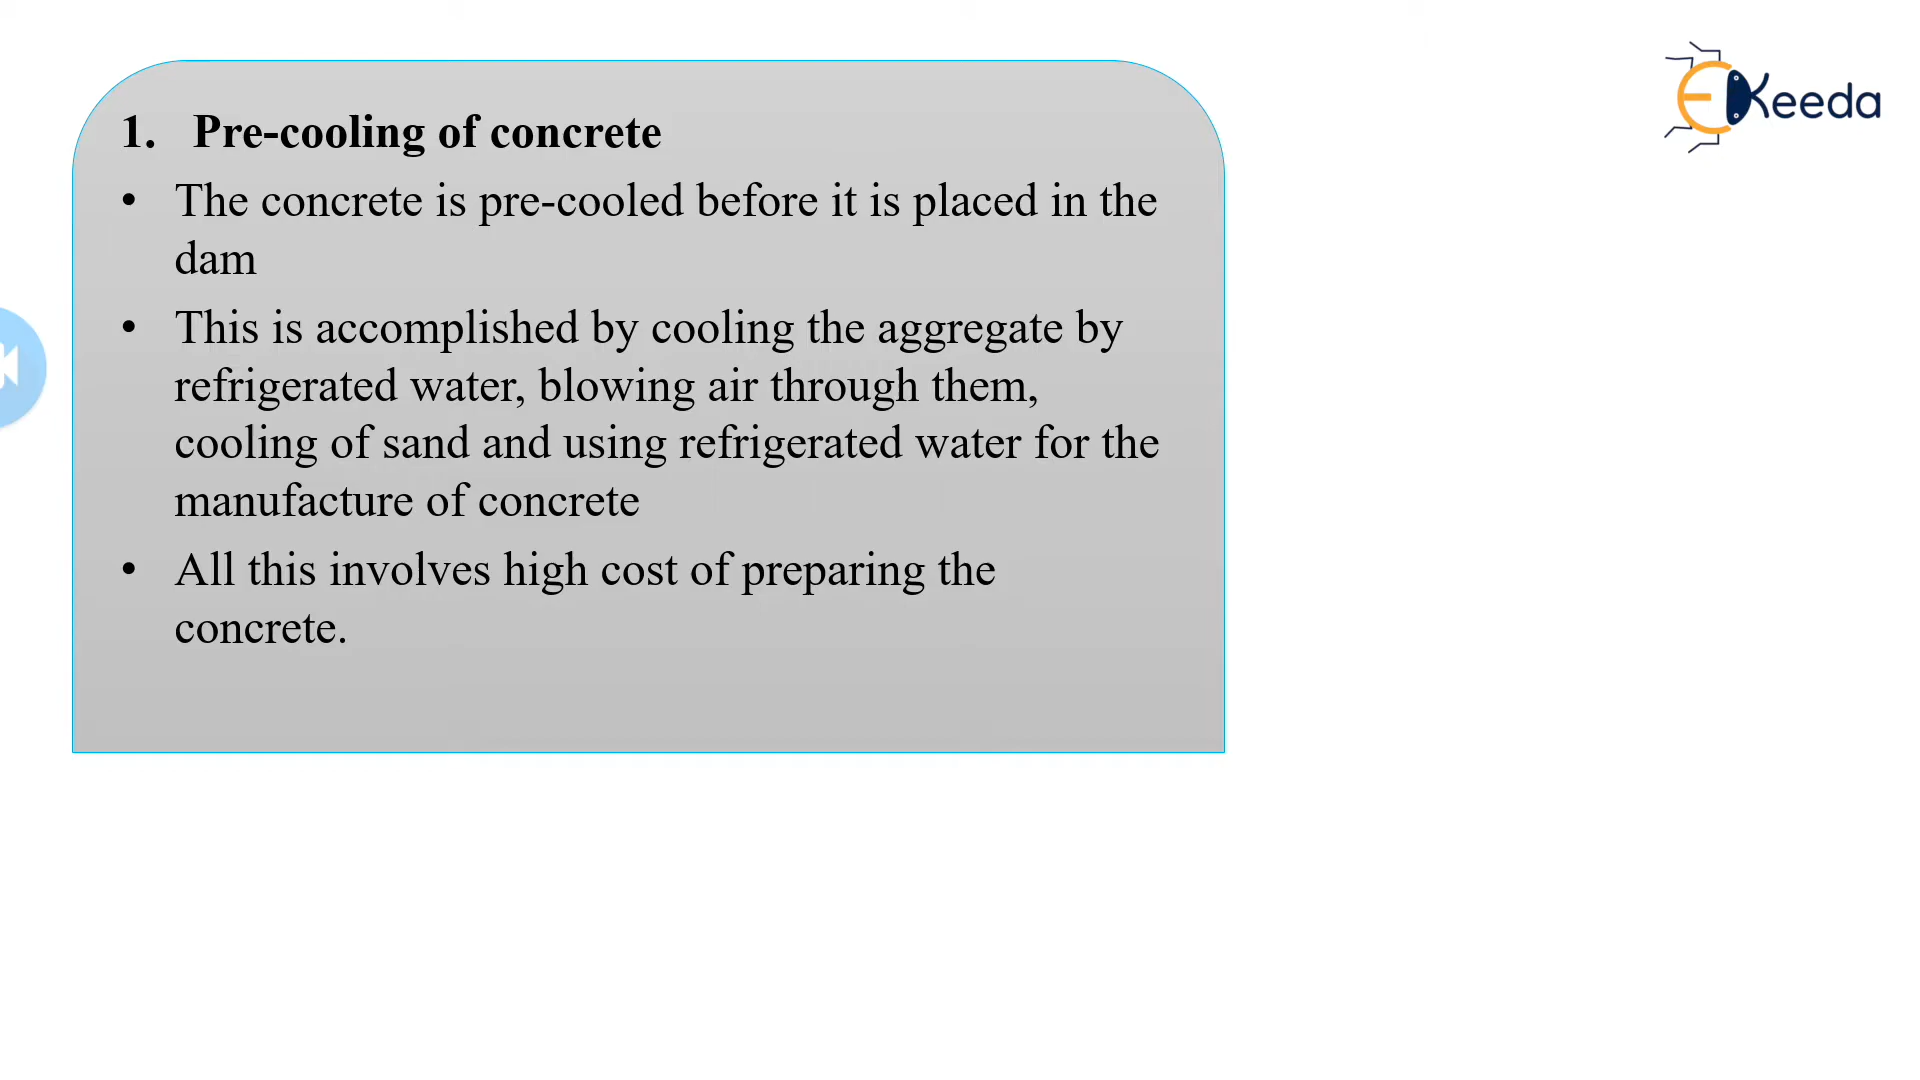 1. Pre-cooling of concrete
• The concrete is pre-cooled before it is placed in the
dam
• This is accomplished by cooling the aggregate by
refrigerated water, blowing air through them,
cooling of sand and using refrigerated water for the
manufacture of concrete
• All this involves high cost of preparing the
concrete.
EKeeda